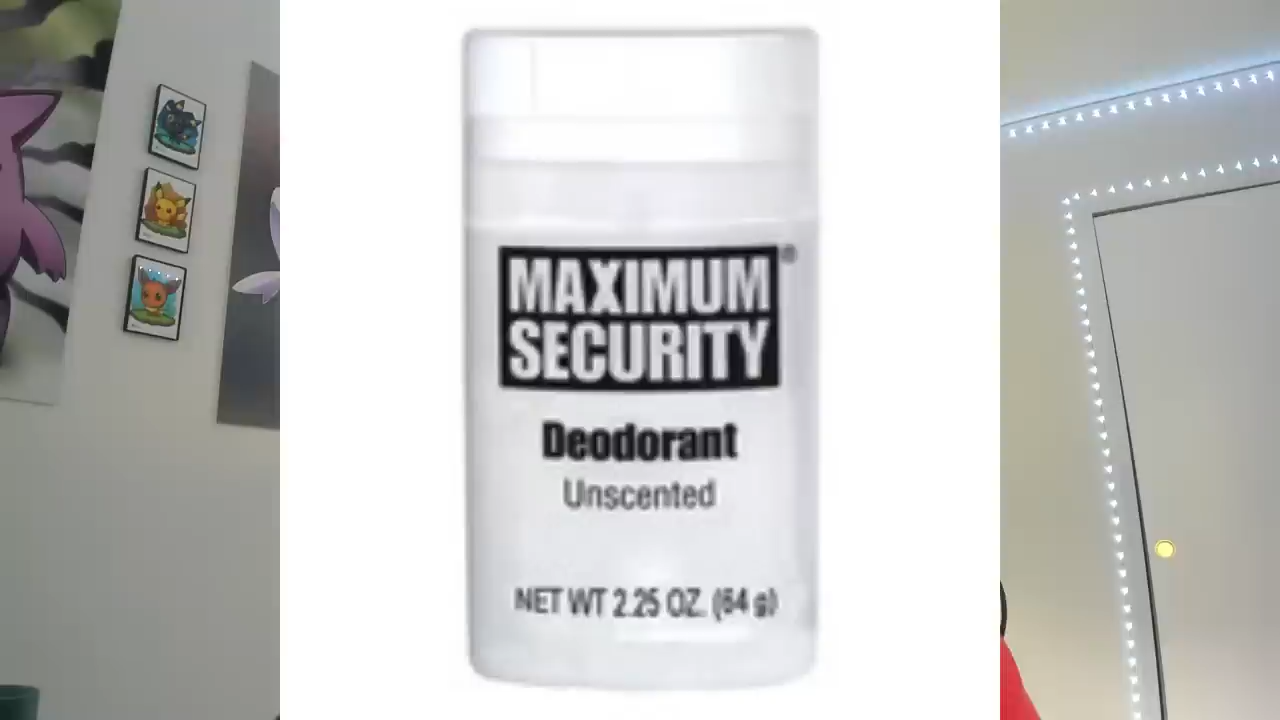 MAXIMUM
SECURITY®
Deodorant
Unscented
NET WT 2.25 OZ. (64 g)